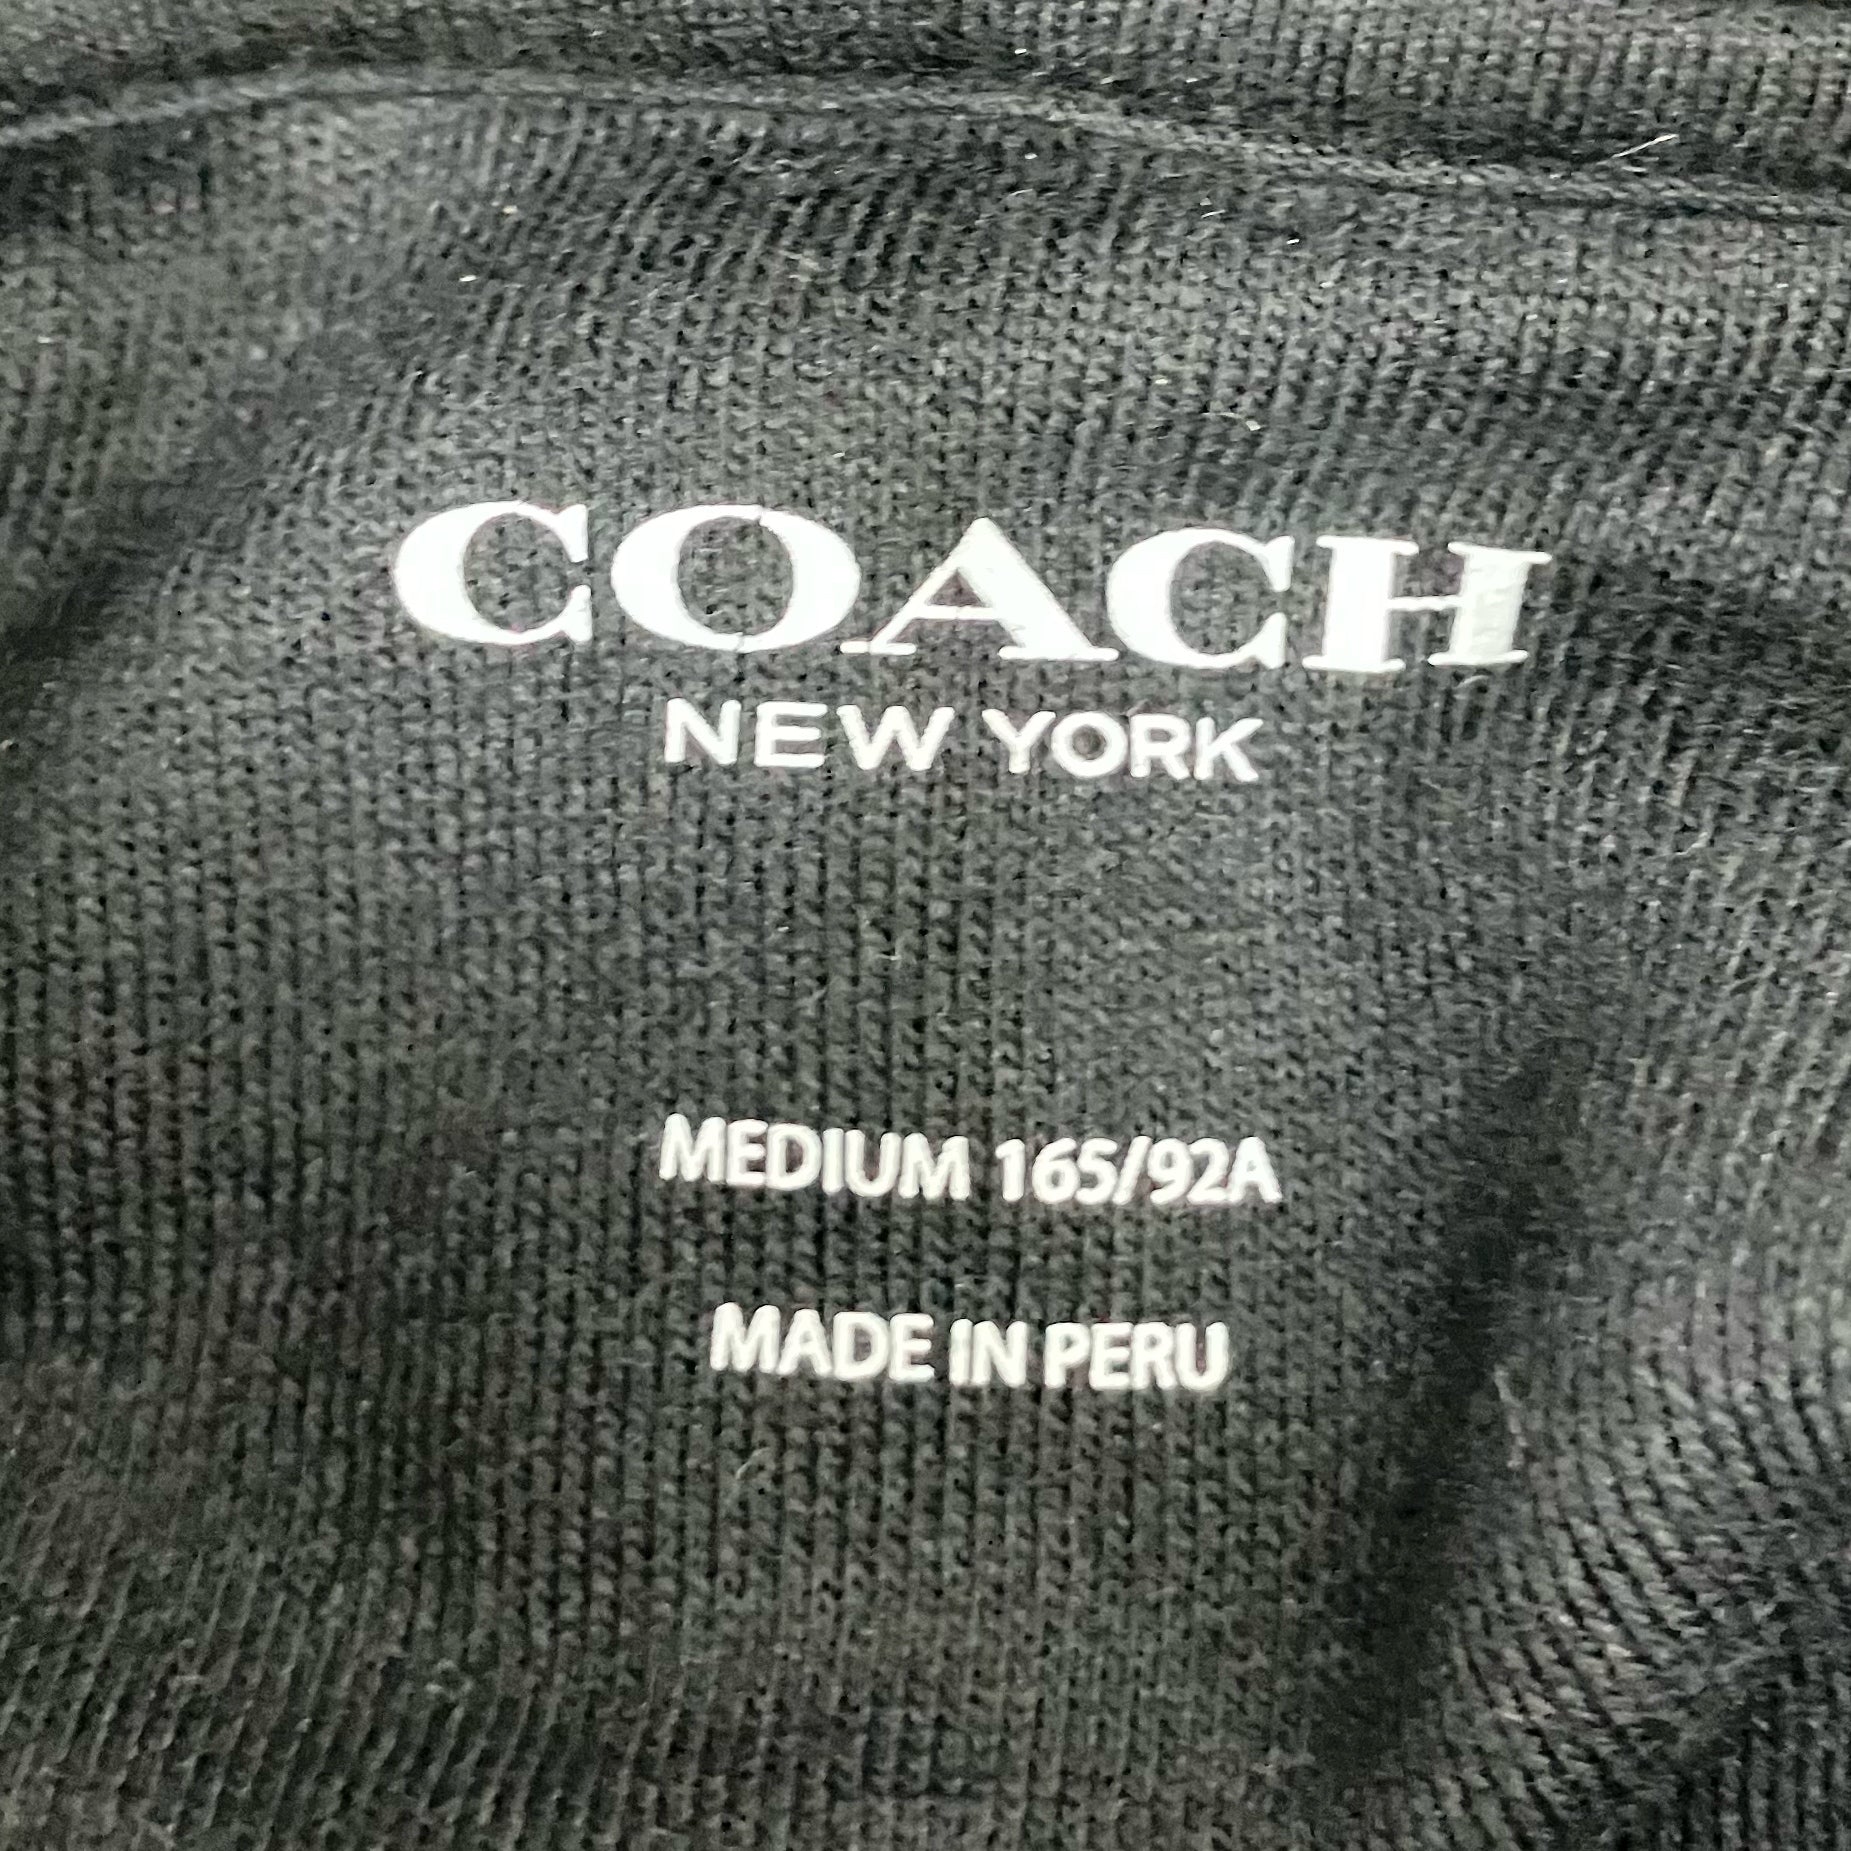 COACH
NEW YORK
MEDIUM 165/92A
MADE IN PERU